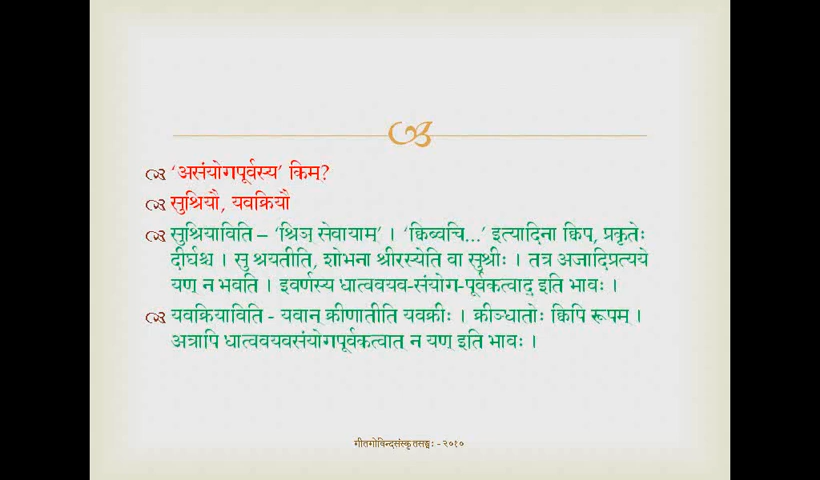 ‘असंयोगपूर्वस्य’ किम्?
सुश्रियौ, यवक्रियौ
सुश्रियाविति – ‘श्रिञ् सेवायाम्’ । ‘क्विब्वचि...’ इत्यादिना क्विप्, प्रकृतेः
दीर्घश्च । सु श्रयतीति, शोभना श्रीरस्येति वा सुश्रीः । तत्र अजादिप्रत्यये
यण् न भवति । इवर्णस्य धात्ववयव-संयोग-पूर्वकत्वाद् इति भावः ।
यवक्रियाविति - यवान् क्रीणातीति यवक्रीः । क्रीञ्धातोः क्विपि रूपम् ।
अत्रापि धात्ववयवसंयोगपूर्वकत्वात् न यण् इति भावः ।
गीतगोविन्दसंस्कृतसङ्घः - २०१०